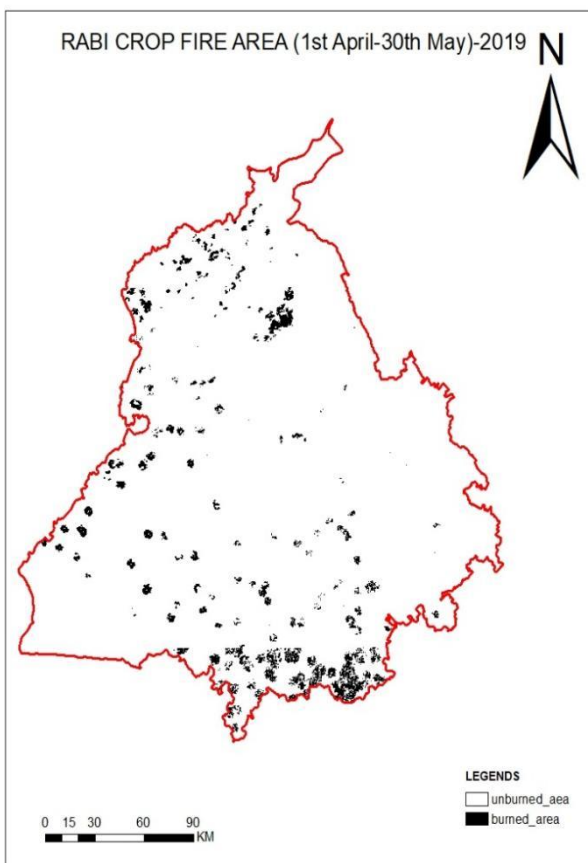 RABI CROP FIRE AREA (1st April-30th May)-2019
N
LEGENDS
unburned_aea
burned_area
0 15 30 60 90
KM